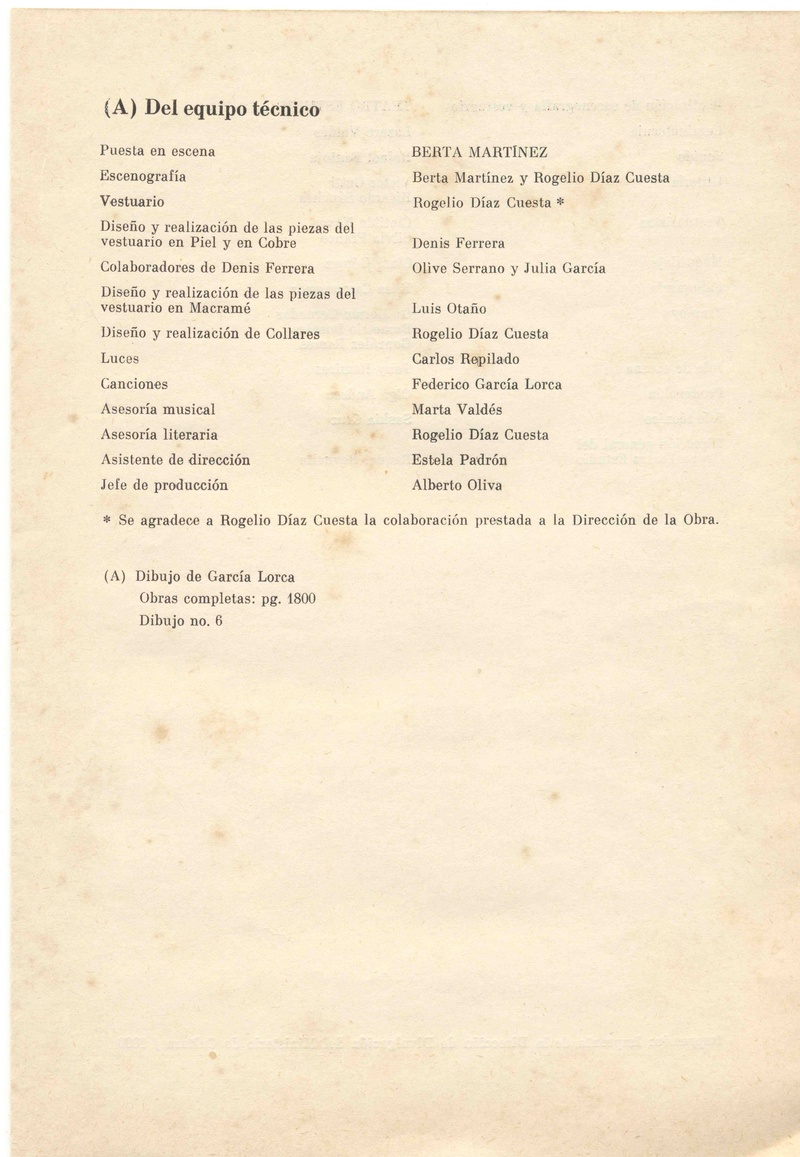 (A) Del equipo técnico
Puesta en escena BERTA MARTÍNEZ
Escenografía Berta Martínez y Rogelio Díaz Cuesta
Vestuario Rogelio Díaz Cuesta *
Diseño y realización de las piezas del
vestuario en Piel y en Cobre Denis Ferrera
Colaboradores de Denis Ferrera Olive Serrano y Julia García
Diseño y realización de las piezas del
vestuario en Macramé Luis Otaño
Diseño y realización de Collares Rogelio Díaz Cuesta
Luces Carlos Repilado
Canciones Federico García Lorca
Asesoría musical Marta Valdés
Asesoría literaria Rogelio Díaz Cuesta
Asistente de dirección Estela Padrón
Jefe de producción Alberto Oliva
* Se agradece a Rogelio Díaz Cuesta la colaboración prestada a la Dirección de la Obra.
(A) Dibujo de García Lorca
Obras completas: pg. 1800
Dibujo no. 6